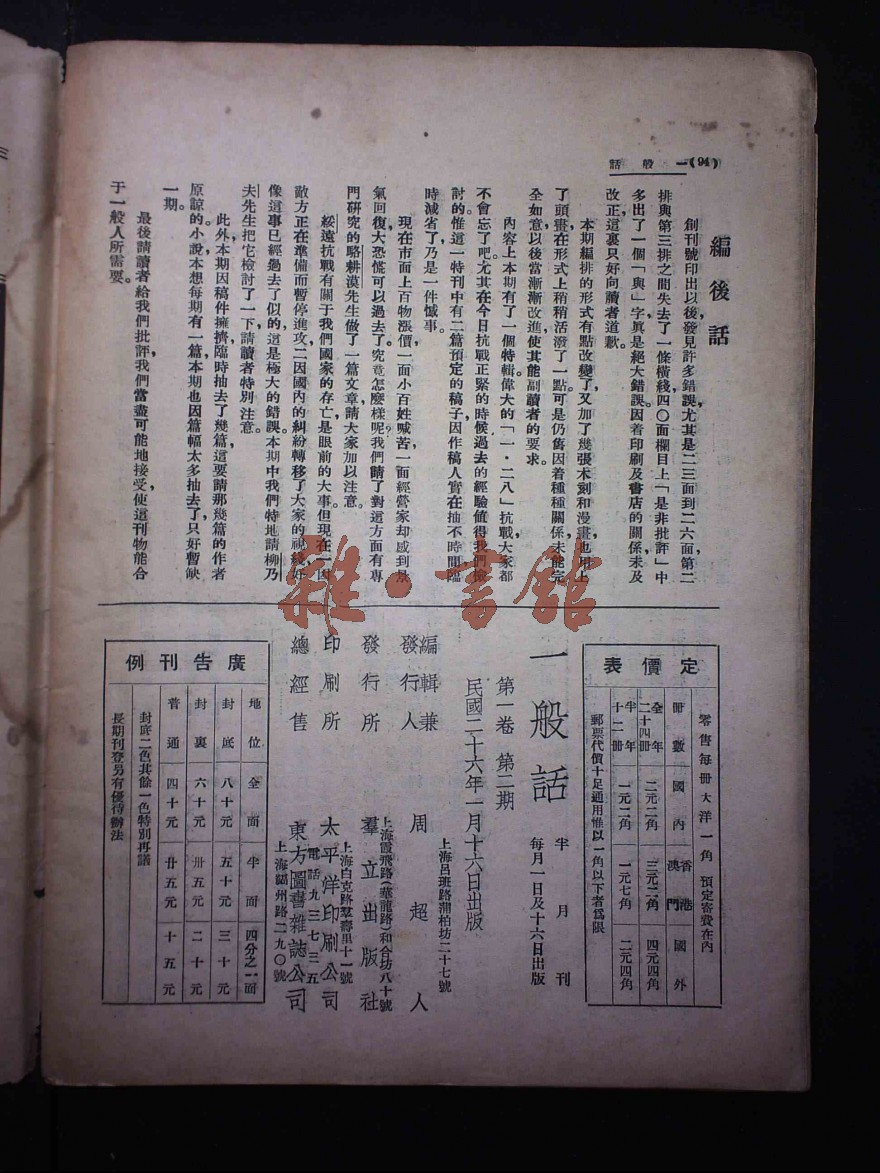 (94) 一般話
編後話
創刊號印出以後，發見許多錯誤，尤其是二三面到二六面第二
排與第三排之間失去了一條橫綫，四〇面欄目上「是非批評」中
多出了一個「與」字，真是絕大錯誤。因着印刷及書店的關係，未及
改正，這裏只好向讀者道歉。
本期編排的形式有點改變了，又加了幾張木刻和漫畫，也用上
了頭畫，在形式上稍稍活潑了一點。可是仍舊因着種種關係，未能完
全如意，以後當漸漸改進，使其能副讀者的要求。
內容上本期有了一個特輯，偉大的「一・二八」抗戰，大家都
不會忘了吧。尤其在今日抗戰正緊的時候，過去的經驗值得我們檢
討的。惟這一特刊中有二篇預定的稿子，因作稿人實在抽不時間，臨
時減省了，乃是一件憾事。
現在市面上百物漲價，一面小百姓喊苦，一面經營家却感到景
氣回復，大恐慌可以過去了。究竟怎麼樣呢？我們請了對這方面有專
門研究的駱耕漠先生做了一篇文章，請大家加以注意。
綏遠抗戰有關于我們國家的存亡，是眼前的大事。但現在一因
敵方正在準備而暫停進攻，二因國內的糾紛轉移了大家的視綫，好
像這事已經過去了似的，這是極大的錯誤。本期中我們特地請柳乃
夫先生把它檢討了一下，請讀者特別注意。
此外本期因稿件擁擠，臨時抽去了幾篇，這要請那幾篇的作者
原諒的。小說本想每期有一篇，本期也因篇幅太多抽去了，只好暫缺
一期。
最後請讀者給我們批評，我們當盡可能地接受，使這刊物能合
于一般人所需要。
定價表
零售每冊大洋一角 預定寄費在內
冊數 國內 香港澳門 國外
全年二十四冊 二元二角 三元二角 四元四角
半年十二冊 一元二角 一元七角 二元四角
郵票代價十足通用惟以一角以下者爲限
一般話 半月刊
每月一日及十六日出版
第一卷 第二期
民國二十六年一月十六日出版
編輯兼發行人 周超人
上海呂班路蒲柏坊二十七號
發行所 羣立出版社
上海霞飛路（華龍路）和合坊八十號
印刷所 太平洋印刷公司
上海白克路羣壽里十一號
電話九三七三五
總經售 東方圖書雜誌公司
上海福州路二九〇號
廣告刊例
地位 全面 半面 四分之一面
封底 八十元 五十元 三十元
封裏 六十元 卅五元 二十元
普通 四十元 廿五元 十五元
封底二色其餘一色特別再議
長期刊登另有優待辦法
雜・書館